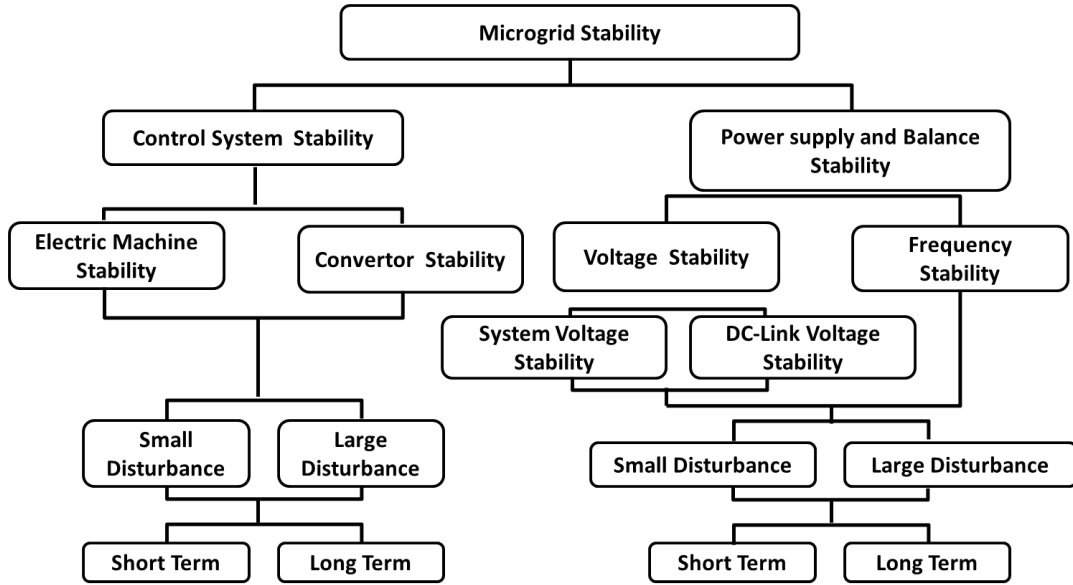 Microgrid Stability
Control System Stability
Power supply and Balance
Stability
Electric Machine
Stability
Convertor Stability
Voltage Stability
Frequency
Stability
System Voltage
Stability
DC-Link Voltage
Stability
Small
Disturbance
Large
Disturbance
Small Disturbance
Large Disturbance
Short Term
Long Term
Short Term
Long Term